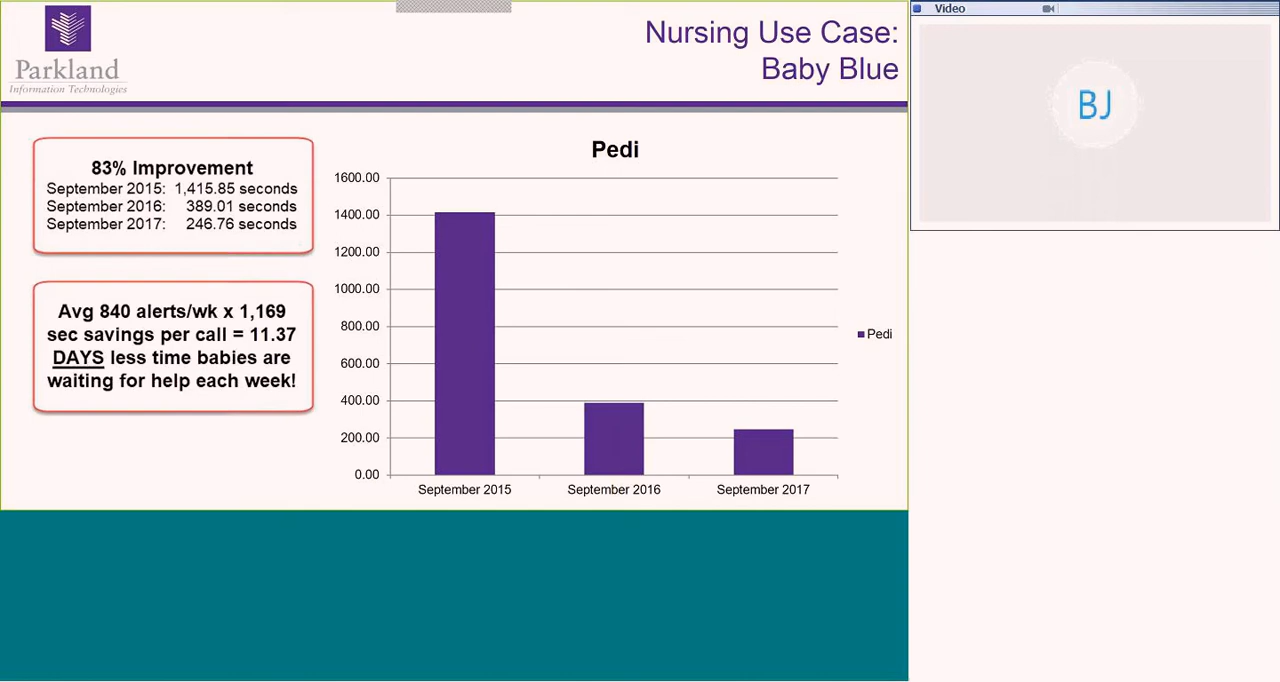 Parkland
Information Technologies
Nursing Use Case:
Baby Blue
83% Improvement
September 2015: 1,415.85 seconds
September 2016: 389.01 seconds
September 2017: 246.76 seconds
Avg 840 alerts/wk x 1,169
sec savings per call = 11.37
DAYS less time babies are
waiting for help each week!
Pedi
1600.00
1400.00
1200.00
1000.00
800.00
600.00
400.00
200.00
0.00
September 2015 September 2016 September 2017
Pedi
Video
BJ